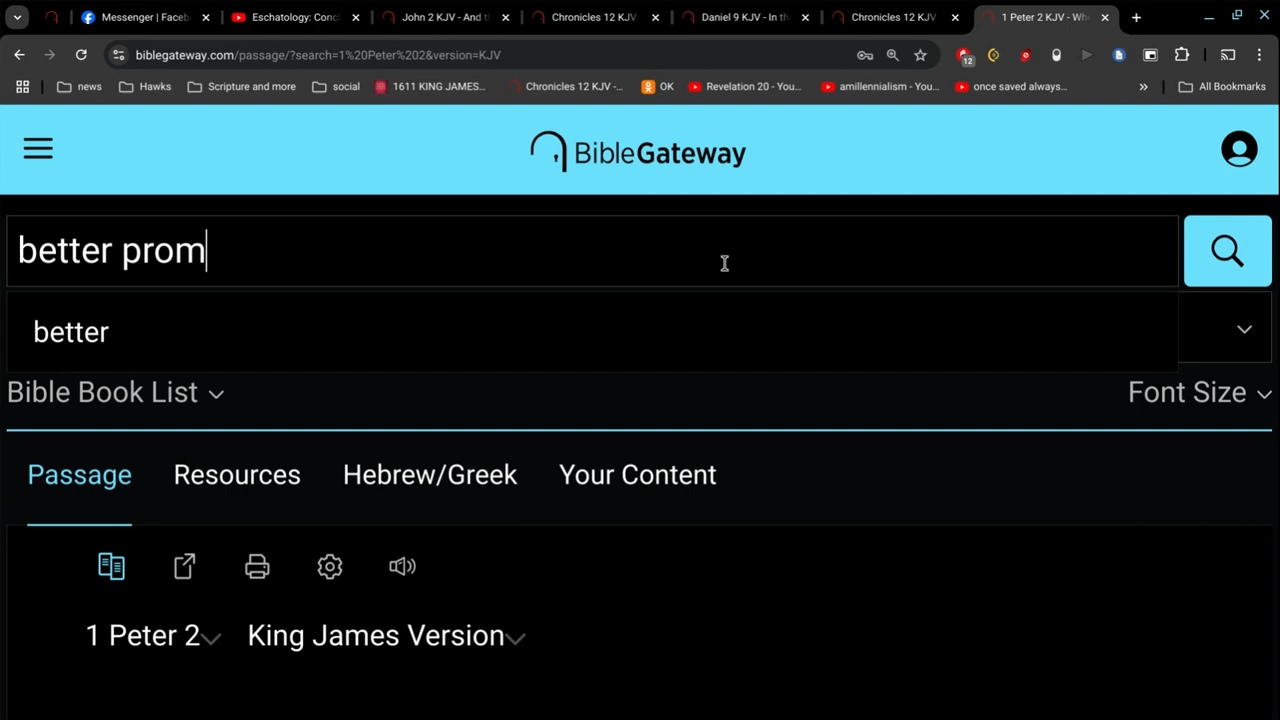 Messenger | Faceb
Eschatology: Concl
John 2 KJV - And th
Chronicles 12 KJV
Daniel 9 KJV - In th
Chronicles 12 KJV
1 Peter 2 KJV - Wh
biblegateway.com/passage/?search=1%20Peter%202&version=KJV
12
news
Hawks
Scripture and more
social
1611 KING JAMES...
Chronicles 12 KJV -...
OK
Revelation 20 - You...
amillennialism - You...
once saved always...
»
All Bookmarks
BibleGateway
better prom
better
Bible Book List
Font Size
Passage
Resources
Hebrew/Greek
Your Content
1 Peter 2
King James Version